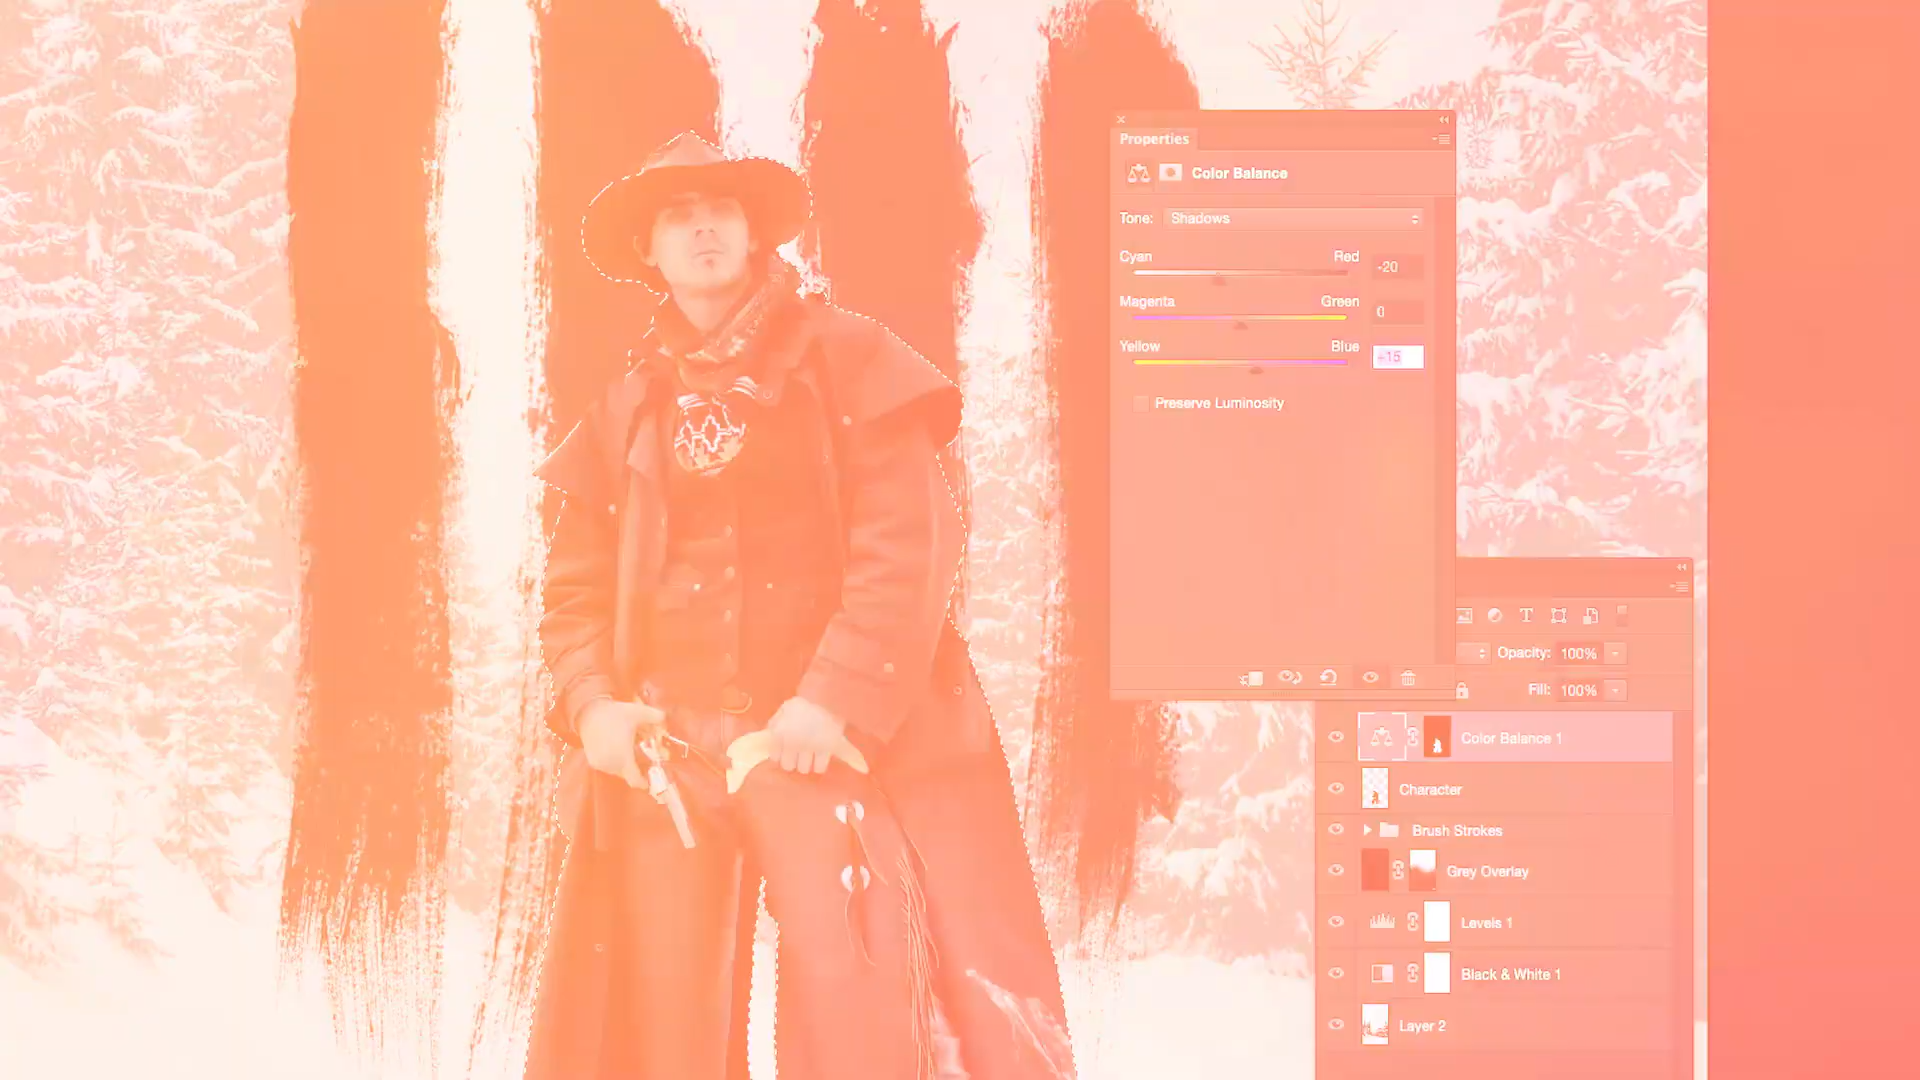 Properties
Color Balance
Tone: Shadows
Cyan Red -20
Magenta Green 0
Yellow Blue +15
Preserve Luminosity
T
Opacity: 100%
Fill: 100%
Color Balance 1
Character
Brush Strokes
Grey Overlay
Levels 1
Black & White 1
Layer 2